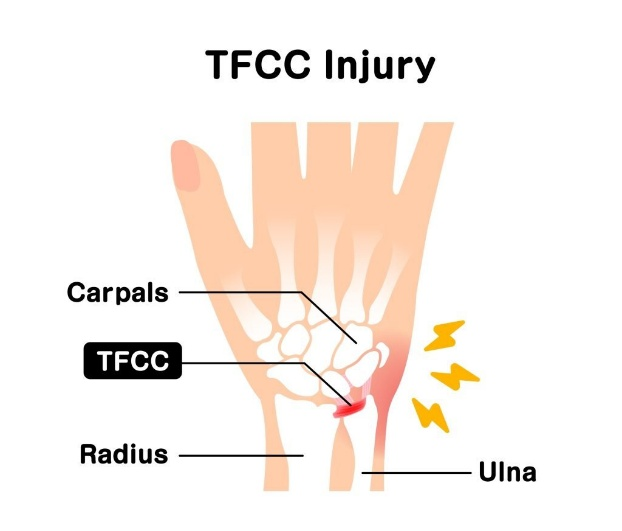 TFCC Injury
Carpals
TFCC
Radius
Ulna